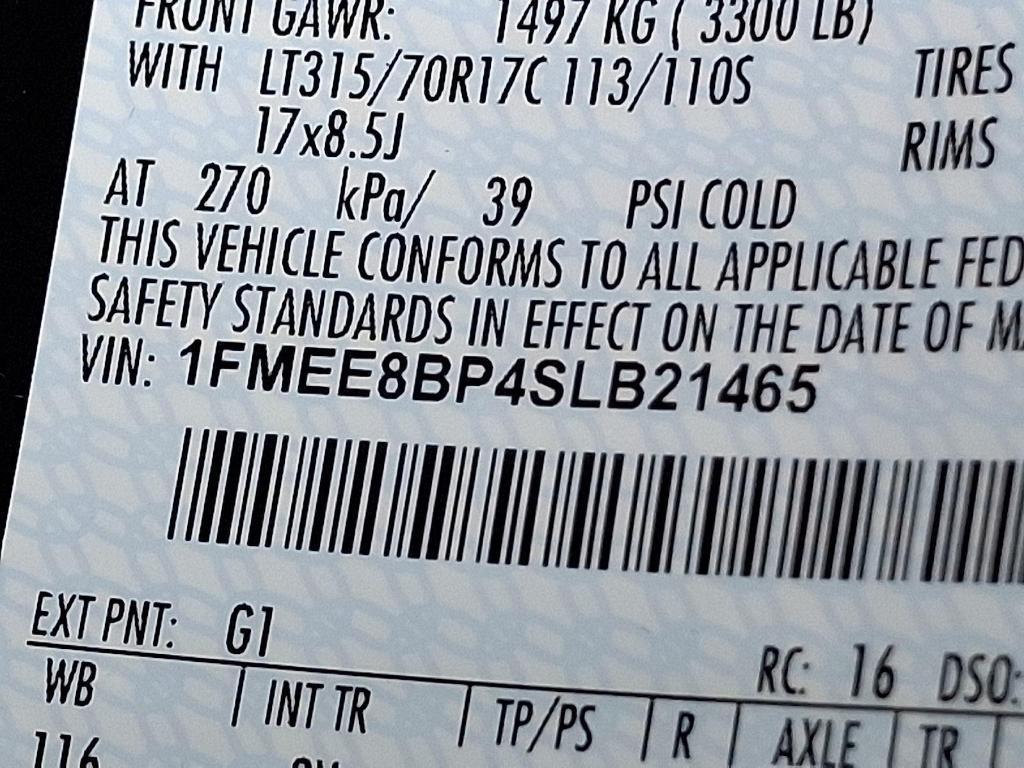 FRONT GAWR: 1497 KG ( 3300 LB)
WITH LT315/70R17C 113/110S TIRES
17x8.5J RIMS
AT 270 kPa/ 39 PSI COLD
THIS VEHICLE CONFORMS TO ALL APPLICABLE FED
SAFETY STANDARDS IN EFFECT ON THE DATE OF MA
VIN: 1FMEE8BP4SLB21465
EXT PNT: G1
RC: 16 DSO:
WB INT TR TP/PS R AXLE TR
116